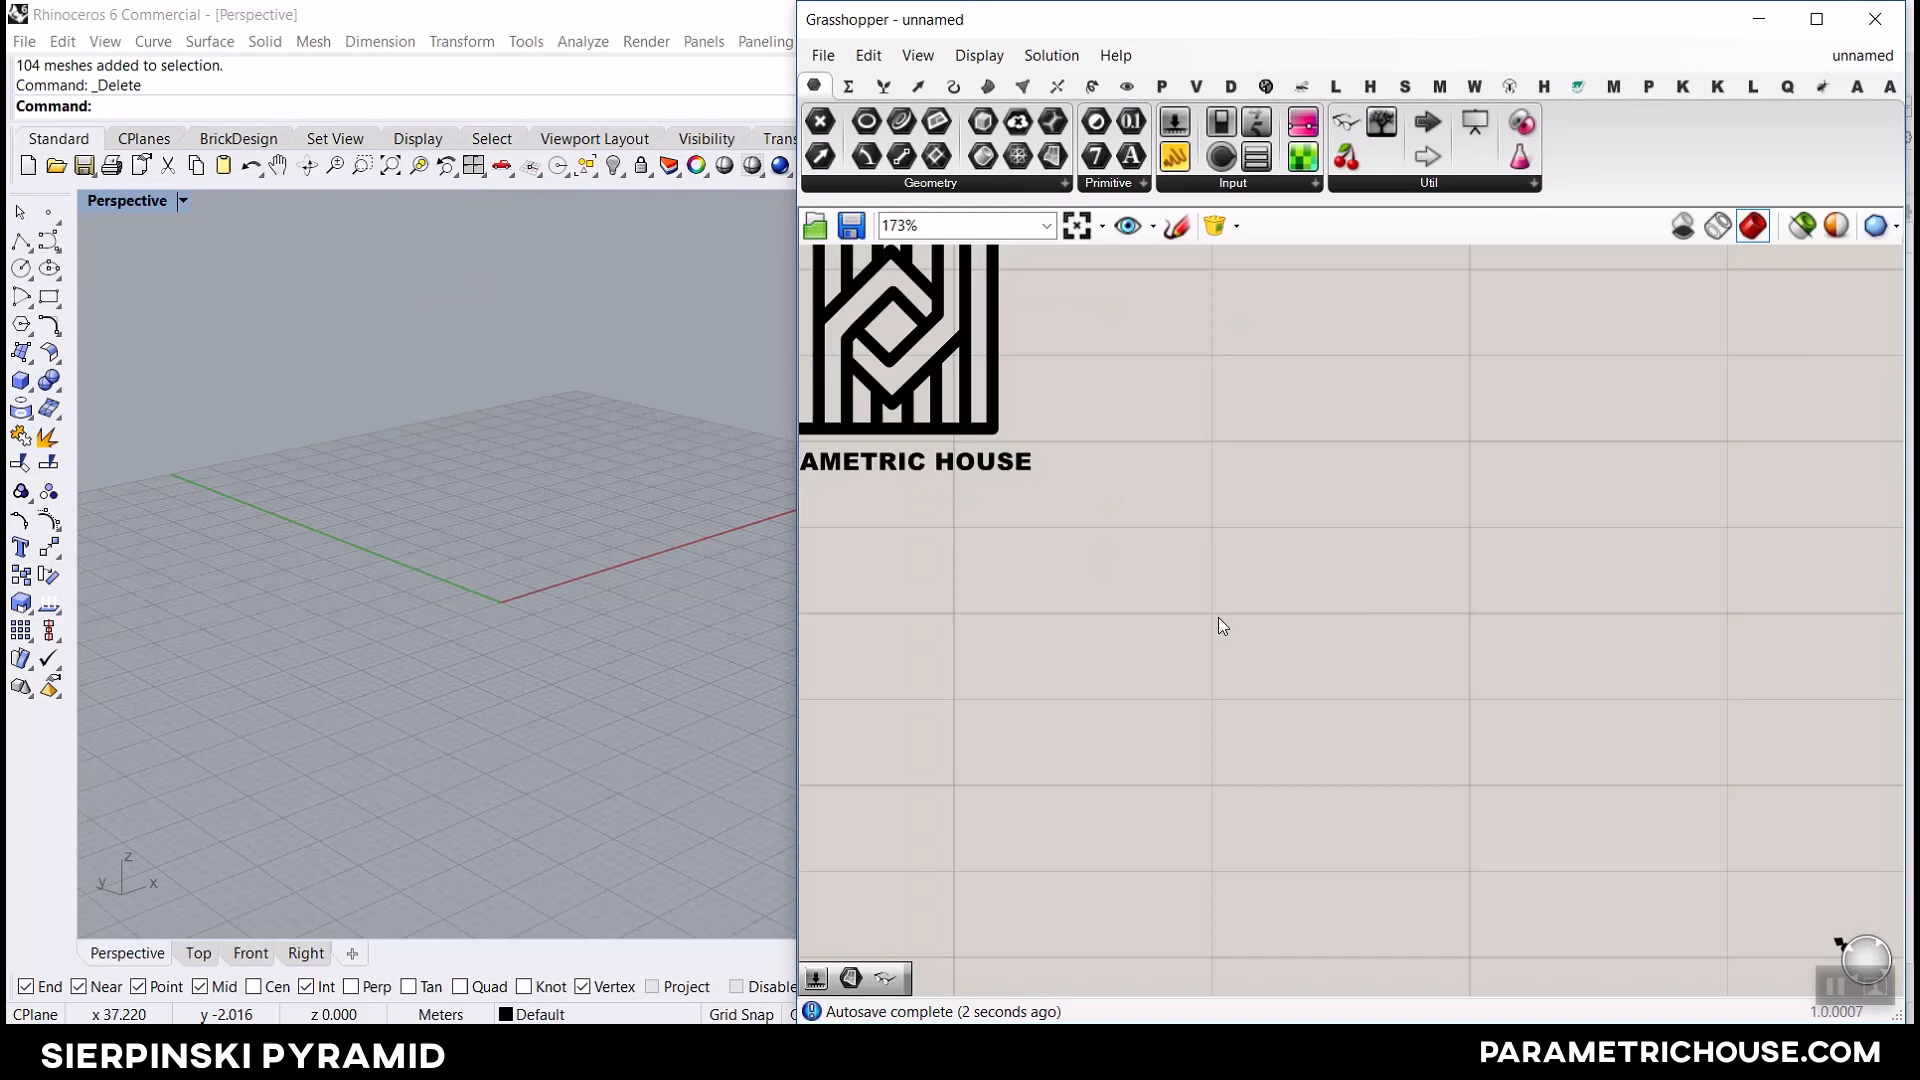 Rhinoceros 6 Commercial - [Perspective]
File Edit View Curve Surface Solid Mesh Dimension Transform Tools Analyze Render Panels Paneling
104 meshes added to selection.
Command: _Delete
Command:
Standard CPlanes BrickDesign Set View Display Select Viewport Layout Visibility Trans
Perspective
z
y x
Perspective Top Front Right
End Near Point Mid Cen Int Perp Tan Quad Knot Vertex Project Disable
CPlane x 37.220 y -2.016 z 0.000 Meters Default Grid Snap
Grasshopper - unnamed
File Edit View Display Solution Help unnamed
P V D L H S M W H M P K K L Q A A
Geometry Primitive Input Util
173%
AMETRIC HOUSE
Autosave complete (2 seconds ago) 1.0.0007
SIERPINSKI PYRAMID
PARAMETRICHOUSE.COM